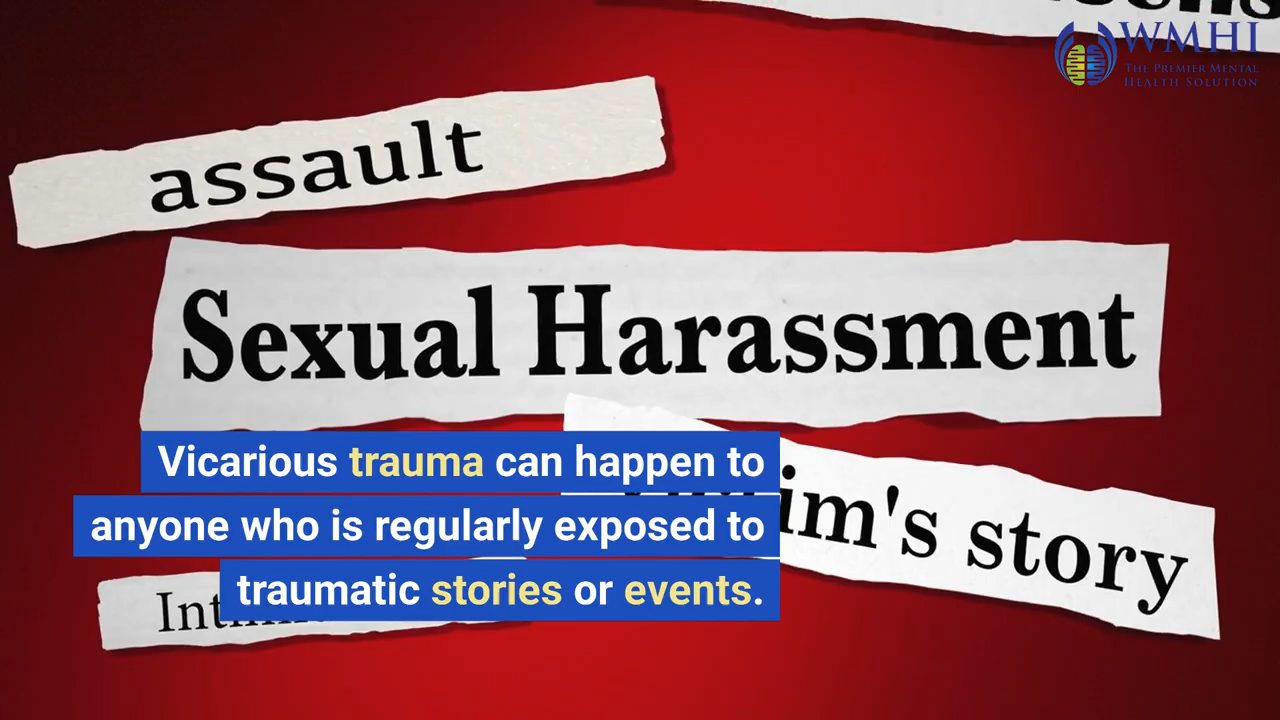 WMHI
THE PREMIER MENTAL
HEALTH SOLUTION
assault
Sexual Harassment
Vicarious trauma can happen to
anyone who is regularly exposed to
traumatic stories or events.
story